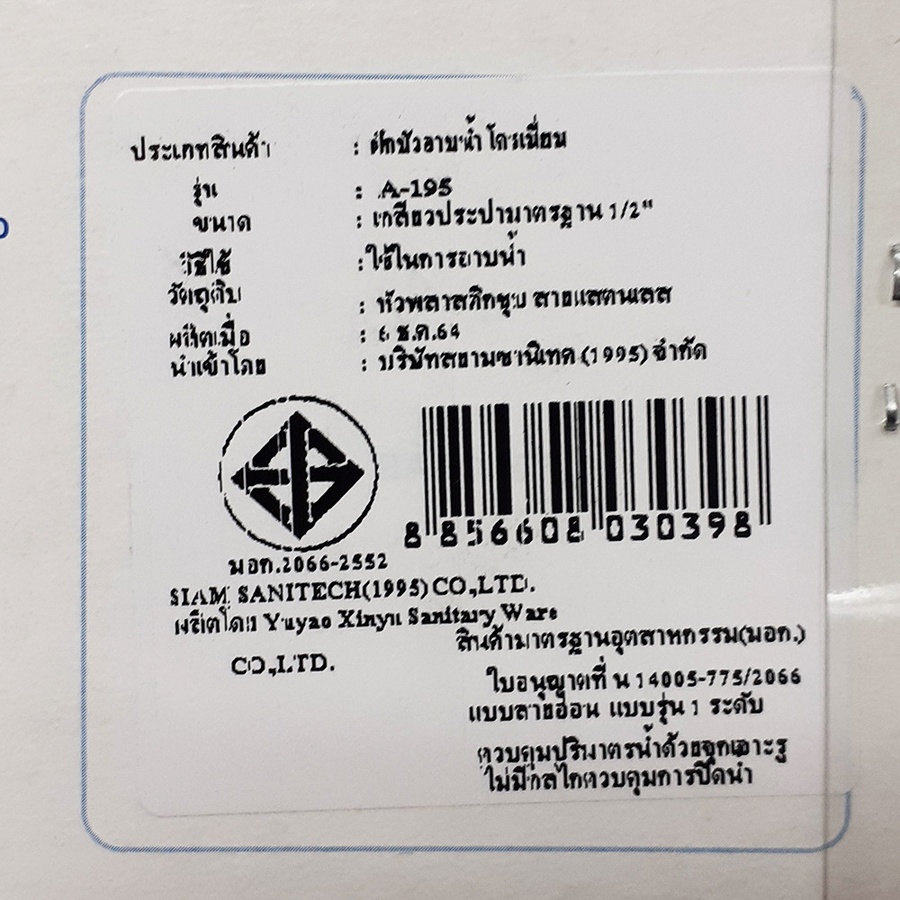 ประเภทสินค้า : ฝักบัวอาบน้ำ โครเมี่ยม
รุ่น : A-195
ขนาด : เกลียวประปามาตรฐาน 1/2"
วิธีใช้ : ใช้ในการอาบน้ำ
วัตถุดิบ : หัวพลาสติกชุบ สายแสตนเลส
ผลิตเมื่อ : 6 ธ.ค.64
นำเข้าโดย : บริษัทสยามซานิเทค (1995) จำกัด
8 856608 030398
มอก.2066-2552
SIAM SANITECH(1995) CO.,LTD.
ผลิตโดย Yuyao Xinyu Sanitary Ware
CO.,LTD.
สินค้ามาตรฐานอุตสาหกรรม(มอก.)
ใบอนุญาตที่ น 14005-775/2066
แบบสายอ่อน แบบรุ่น 1 ระดับ
ควบคุมปริมาตรน้ำด้วยจุกเจาะรู
ไม่มีกลไกควบคุมการปิดน้ำ